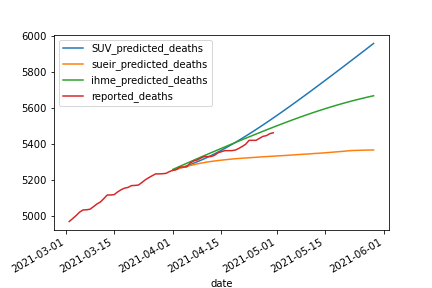 6000
5800
5600
5400
5200
5000
SUV_predicted_deaths
sueir_predicted_deaths
ihme_predicted_deaths
reported_deaths
2021-03-01
2021-03-15
2021-04-01
2021-04-15
2021-05-01
2021-05-15
2021-06-01
date